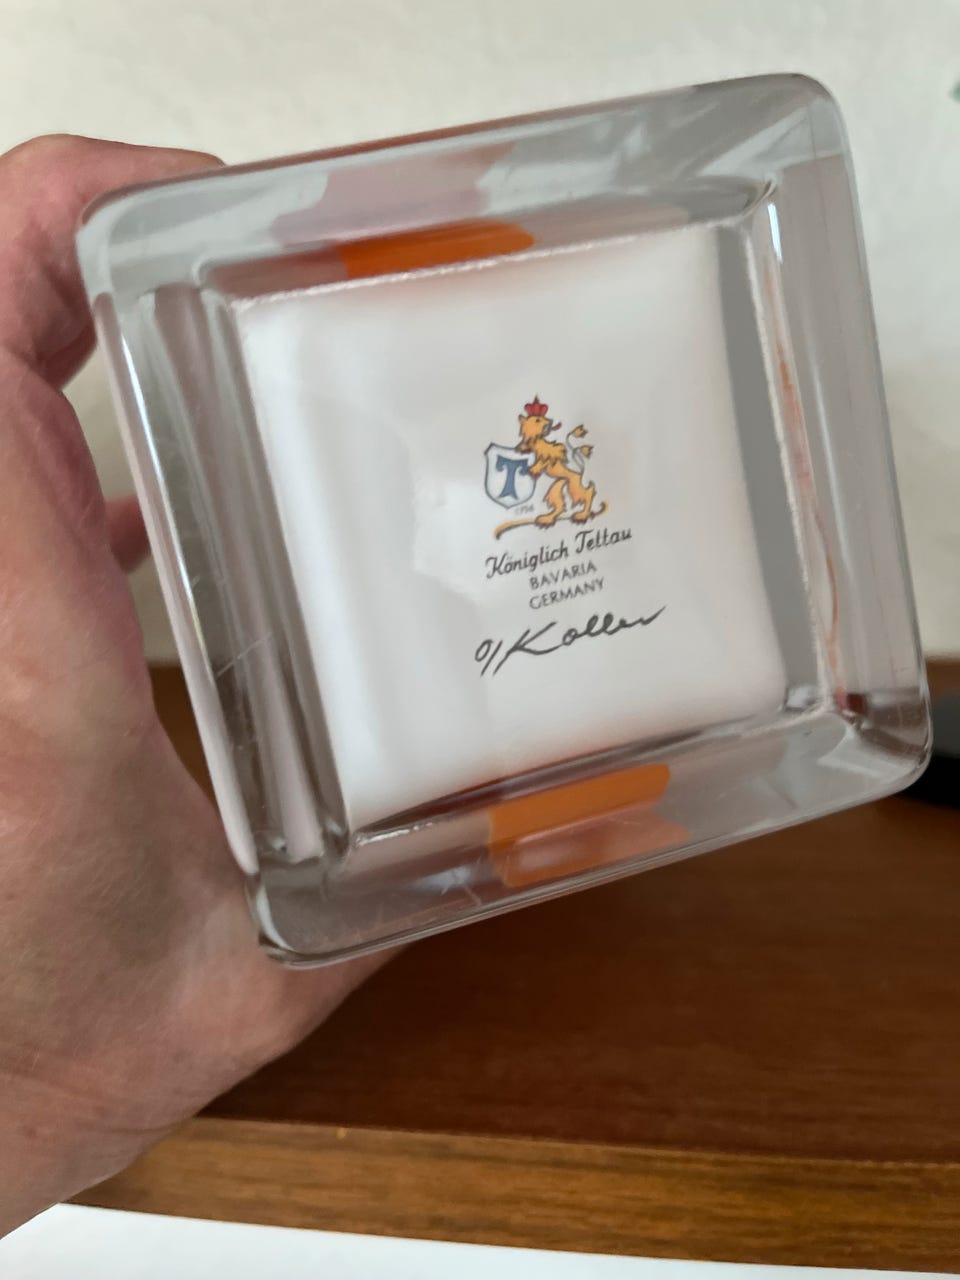 T
1794
Königlich Tettau
BAVARIA
GERMANY
O/Koller